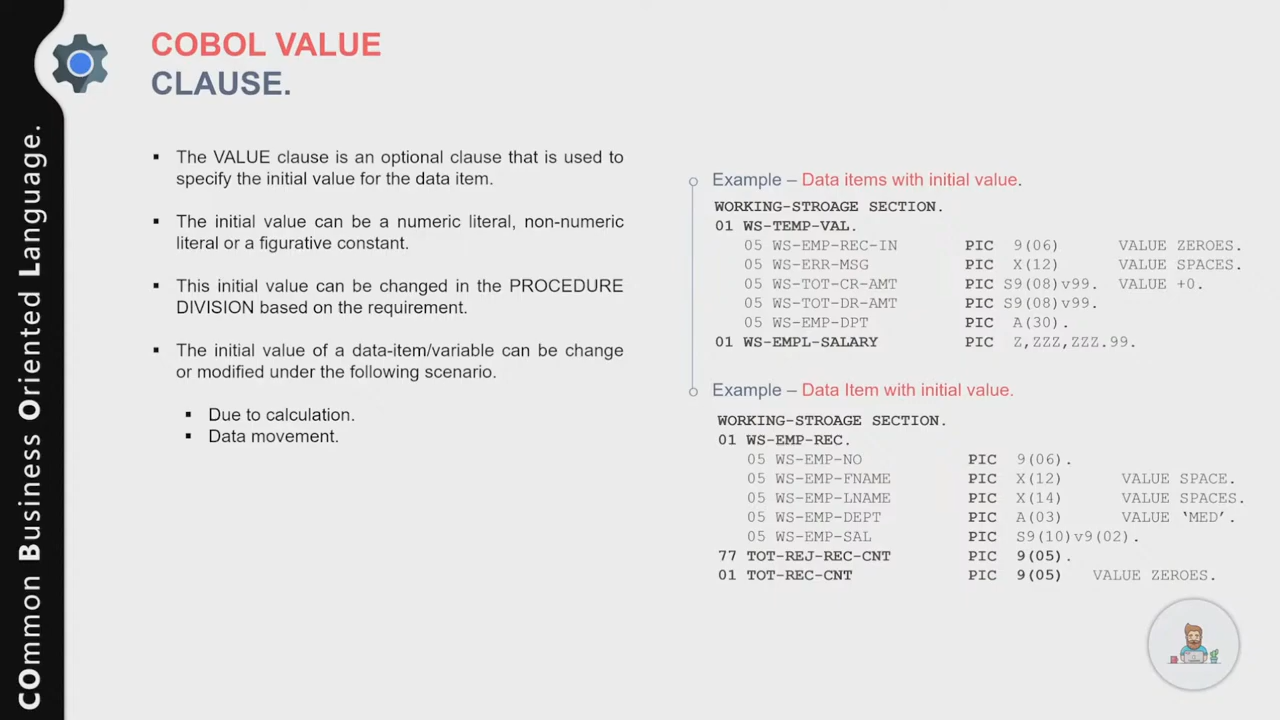 COBOL VALUE
CLAUSE.
COmmon Business Oriented Language.
▪ The VALUE clause is an optional clause that is used to
specify the initial value for the data item.
▪ The initial value can be a numeric literal, non-numeric
literal or a figurative constant.
▪ This initial value can be changed in the PROCEDURE
DIVISION based on the requirement.
▪ The initial value of a data-item/variable can be change
or modified under the following scenario.
▪ Due to calculation.
▪ Data movement.
Example – Data items with initial value.
WORKING-STROAGE SECTION.
01 WS-TEMP-VAL.
05 WS-EMP-REC-IN PIC 9(06) VALUE ZEROES.
05 WS-ERR-MSG PIC X(12) VALUE SPACES.
05 WS-TOT-CR-AMT PIC S9(08)v99. VALUE +0.
05 WS-TOT-DR-AMT PIC S9(08)v99.
05 WS-EMP-DPT PIC A(30).
01 WS-EMPL-SALARY PIC Z,ZZZ,ZZZ.99.
Example – Data Item with initial value.
WORKING-STROAGE SECTION.
01 WS-EMP-REC.
05 WS-EMP-NO PIC 9(06).
05 WS-EMP-FNAME PIC X(12) VALUE SPACE.
05 WS-EMP-LNAME PIC X(14) VALUE SPACES.
05 WS-EMP-DEPT PIC A(03) VALUE ‘MED’.
05 WS-EMP-SAL PIC S9(10)v9(02).
77 TOT-REJ-REC-CNT PIC 9(05).
01 TOT-REC-CNT PIC 9(05) VALUE ZEROES.